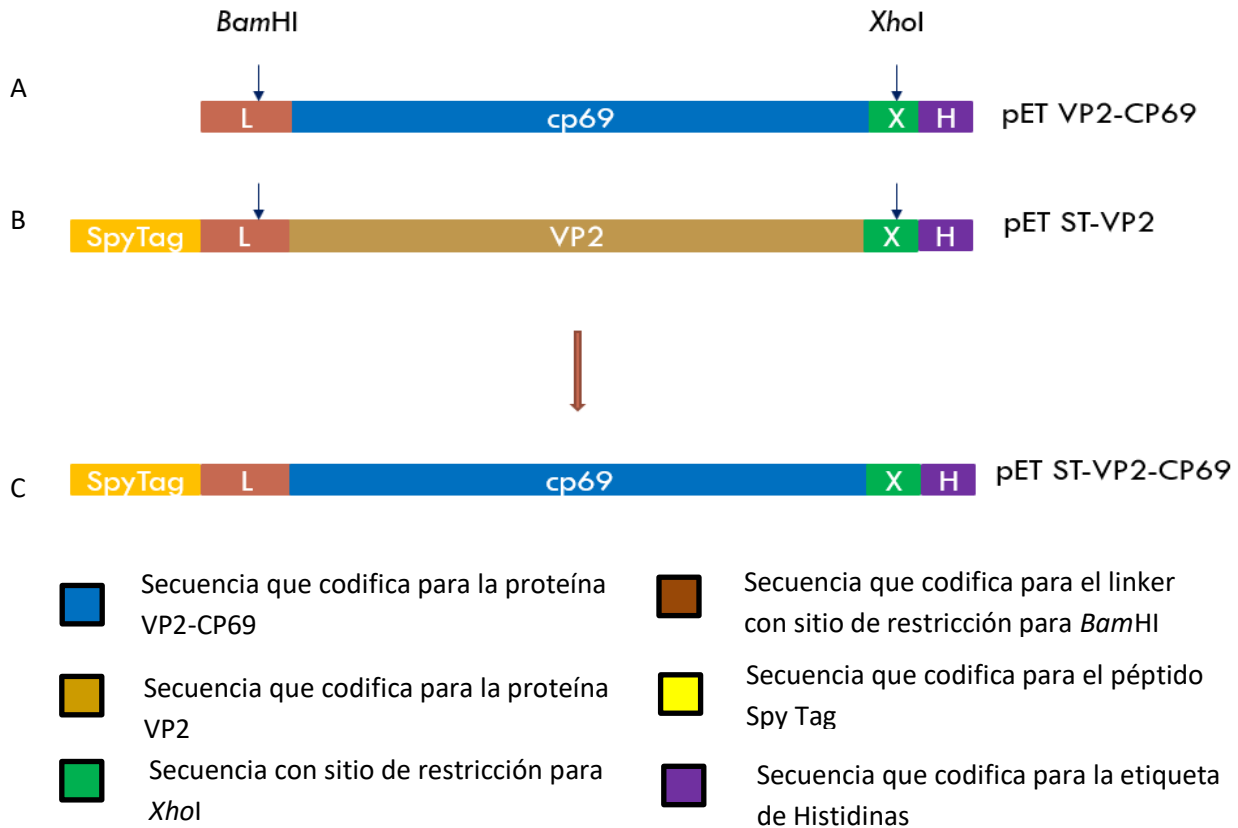 BamHI XhoI
A
L cp69 X H pET VP2-CP69
B
SpyTag L VP2 X H pET ST-VP2
C
SpyTag L cp69 X H pET ST-VP2-CP69
Secuencia que codifica para la proteína
VP2-CP69
Secuencia que codifica para la proteína
VP2
Secuencia con sitio de restricción para
XhoI
Secuencia que codifica para el linker
con sitio de restricción para BamHI
Secuencia que codifica para el péptido
Spy Tag
Secuencia que codifica para la etiqueta
de Histidinas